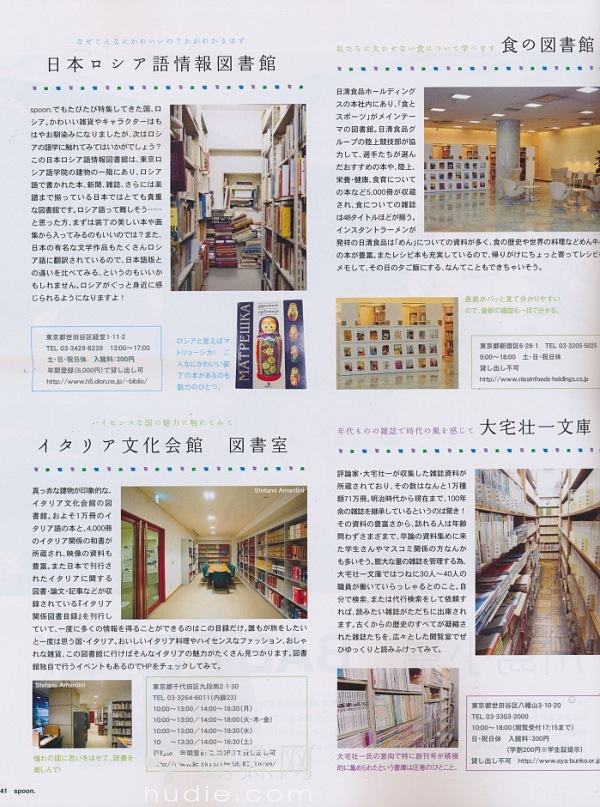 なぜこんなにかわいいの？かがわかるはず
日本ロシア語情報図書館
spoon.でもたびたび特集してきた国、ロ
シア。かわいい雑貨やキャラクターはも
はやお馴染みになりましたが、次はロシ
アの語学に触れてみてはいかがでしょう？
この日本ロシア語情報図書館は、東京ロ
シア語学院の建物の一階にあり、ロシア
語で書かれた本、新聞、雑誌、さらには楽
譜まで揃っている日本ではとても貴重
な図書館です。ロシア語って難しそう……
と思った方、まずは装丁の美しい本や画
集から入ってみるのもいいのでは？また、
日本の有名な文学作品もたくさんロシ
ア語に翻訳されているので、日本語版と
の違いを比べてみる、というのもいいか
もしれません。ロシアがぐっと身近に感
じられるようになりますよ！
東京都世田谷区経堂1-11-2
TEL 03-3429-8239 13:00〜17:00
土・日・祝日休 入館料：200円
年間登録(6,000円)で貸し出し可
http://www.h5.dion.ne.jp/~biblio/
ロシアと言えばマ
トリョーシカ！ こ
んなにかわいい装
丁の本があるのも
魅力のひとつ。
МАТРЕШКА
私たちに欠かせない食について学べます
食の図書館
日清食品ホールディング
スの本社内にあり、「食と
スポーツ」がメインテー
マの図書館。日清食品グ
ループの陸上競技部が協
力して、選手たちが選ん
だおすすめの本や、陸上、
栄養・健康、食育について
の本など5,000冊が収蔵
され、食についての雑誌
は48タイトルほどが揃う。
インスタントラーメンが
発祥の日清食品は「めん」についての資料が多く、食の歴史や世界の料理などめん年
の本が豊富。またレシピ本も充実しているので、帰りがけにちょっと寄ってレシピを
メモして、その日の夕ご飯にする、なんてこともできちゃいそう。
表紙がパッと見て分かりやすい
ので、最新の雑誌も一目で分かる。
東京都新宿区6-28-1 TEL 03-3205-5025
9:00〜18:00 土・日・祝日休
貸し出し不可
http://www.nissinfoods-holdings.co.jp
ハイセンスな国の魅力に触れてみて
イタリア文化会館 図書室
真っ赤な建物が印象的な、
イタリア文化会館の図書
館。およそ1万冊のイタ
リア語の本と、4,000冊
のイタリア関係の和書が
所蔵され、映像の資料も
豊富。また日本で刊行さ
れたイタリアに関する
図書・論文・記事などが収
録されている『イタリア
関係図書目録』を刊行し
ていて、一度に多くの情報を得ることができるのはこの目録だけ。誰もが旅をしたい
と一度は思う国・イタリア。おいしいイタリア料理やハイセンスなファッション、おしゃ
れな雑貨、この図書館に行けばそんなイタリアの魅力がたくさん見つかります。図書
館独自で行うイベントもあるのでHPをチェックしてみて。
Stefano Amantini
Stefano Amantini
憧れの国に思いをはせて、読書を
楽しんで！
東京都千代田区九段南2-1-30
TEL 03-3264-6011(内線23)
10:00〜13:00／14:00〜18:30(月)
10:00〜13:00／14:00〜18:00(火・木・金)
10:00〜13:00／14:00〜20:00(水)
10 〜13:30／14:00〜16:30(土)
年代ものの雑誌で時代の風を感じて
大宅壮一文庫
評論家・大宅壮一が収集した雑誌資料が
所蔵されており、その数はなんと1万種
類71万冊。明治時代から現在まで、100年
余の雑誌を継承しているというのは驚き！
その資料の豊富さから、訪れる人は年齢
問わずさまざまで、卒論の資料集めに来
た学生さんやマスコミ関係の方なんか
も多いそう。膨大な量の雑誌を管理する為、
大宅壮一文庫ではつねに30人〜40人の
職員が働いていらっしゃるとのこと。自
分で検索、または代行検索をして依頼す
れば、読みたい雑誌がただちに出庫されま
す。古くからの歴史のすべてが凝縮
された雑誌たちを、広々とした閲覧室でぜ
ひゆっくりと読みふけってみて。
大宅壮一氏の意向で特に創刊号が積極
的に集められたという書庫は圧巻のひとこと。
東京都世田谷区八幡山3-10-20
TEL 03-3303-2000
10:00〜18:00(閲覧受付17:15まで)
日・祝日休 入館料：300円
(学割200円※学生証提示)
貸し出し不可 http://www.oya-bunko.or.jp
41 spoon.
hudie.com